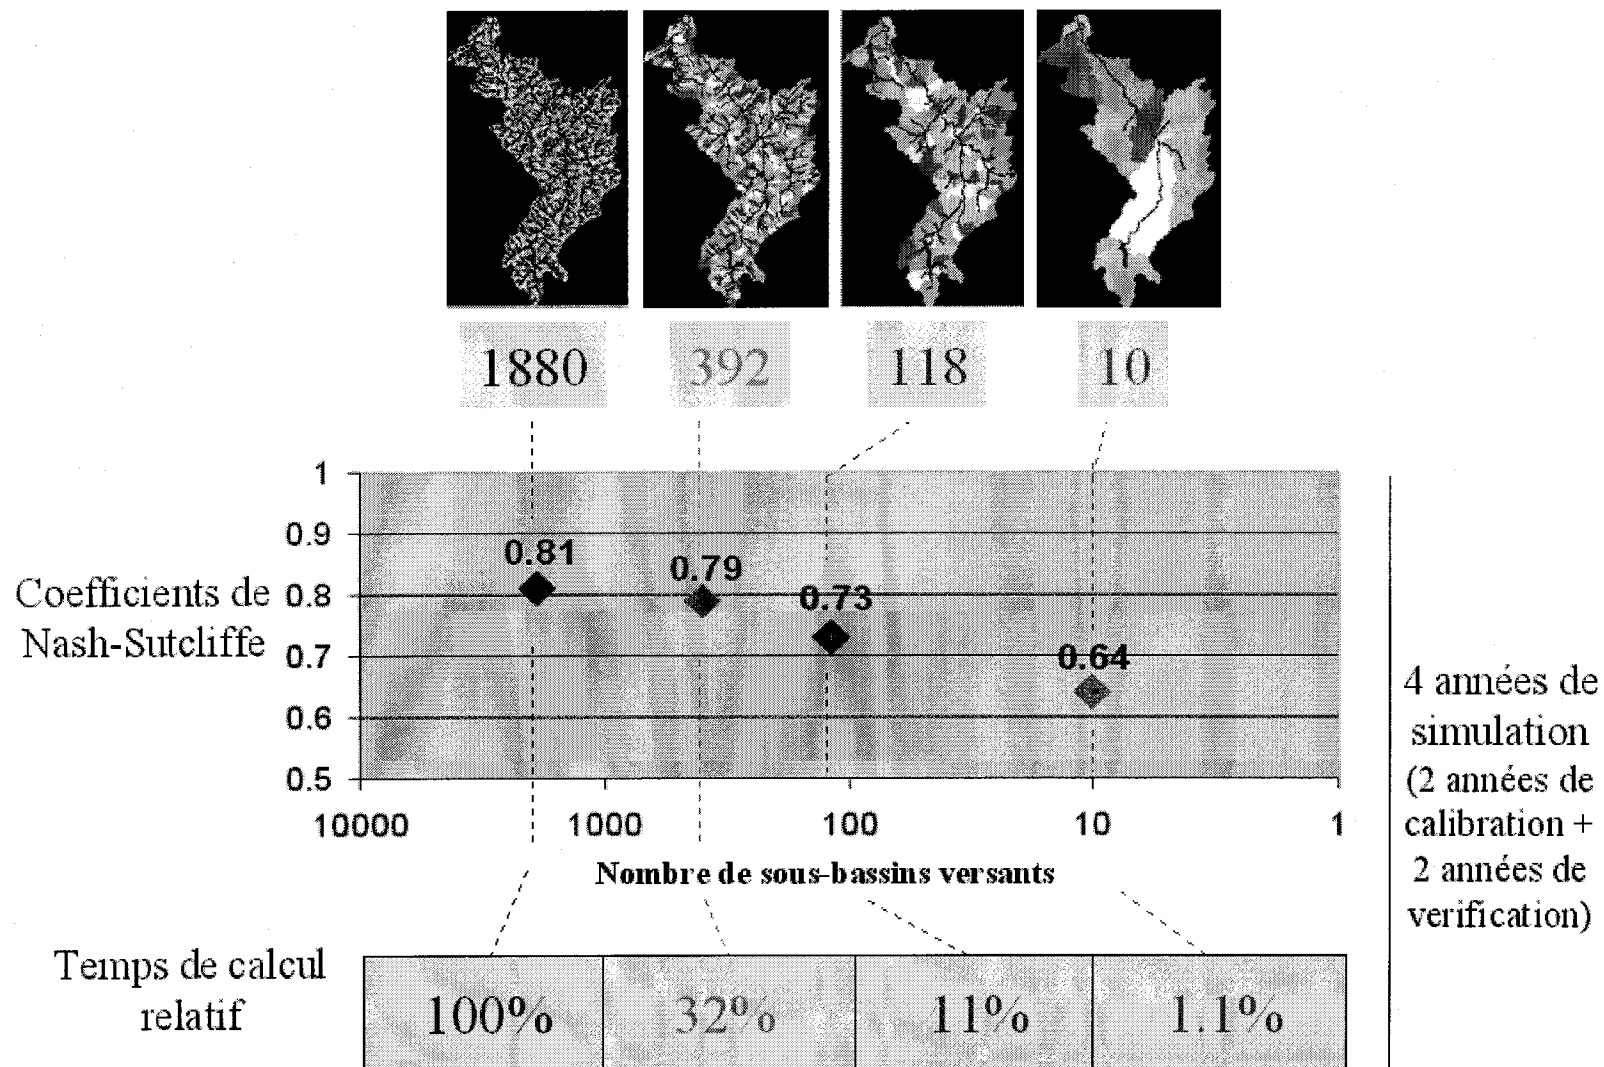 1880 392 118 10
1
0.9
0.81
0.79
Coefficients de
Nash-Sutcliffe
0.8
0.73
0.7
0.64
0.6
0.5
10000 1000 100 10 1
Nombre de sous-bassins versants
4 années de
simulation
(2 années de
calibration +
2 années de
verification)
Temps de calcul
relatif
100% 32% 11% 1.1%